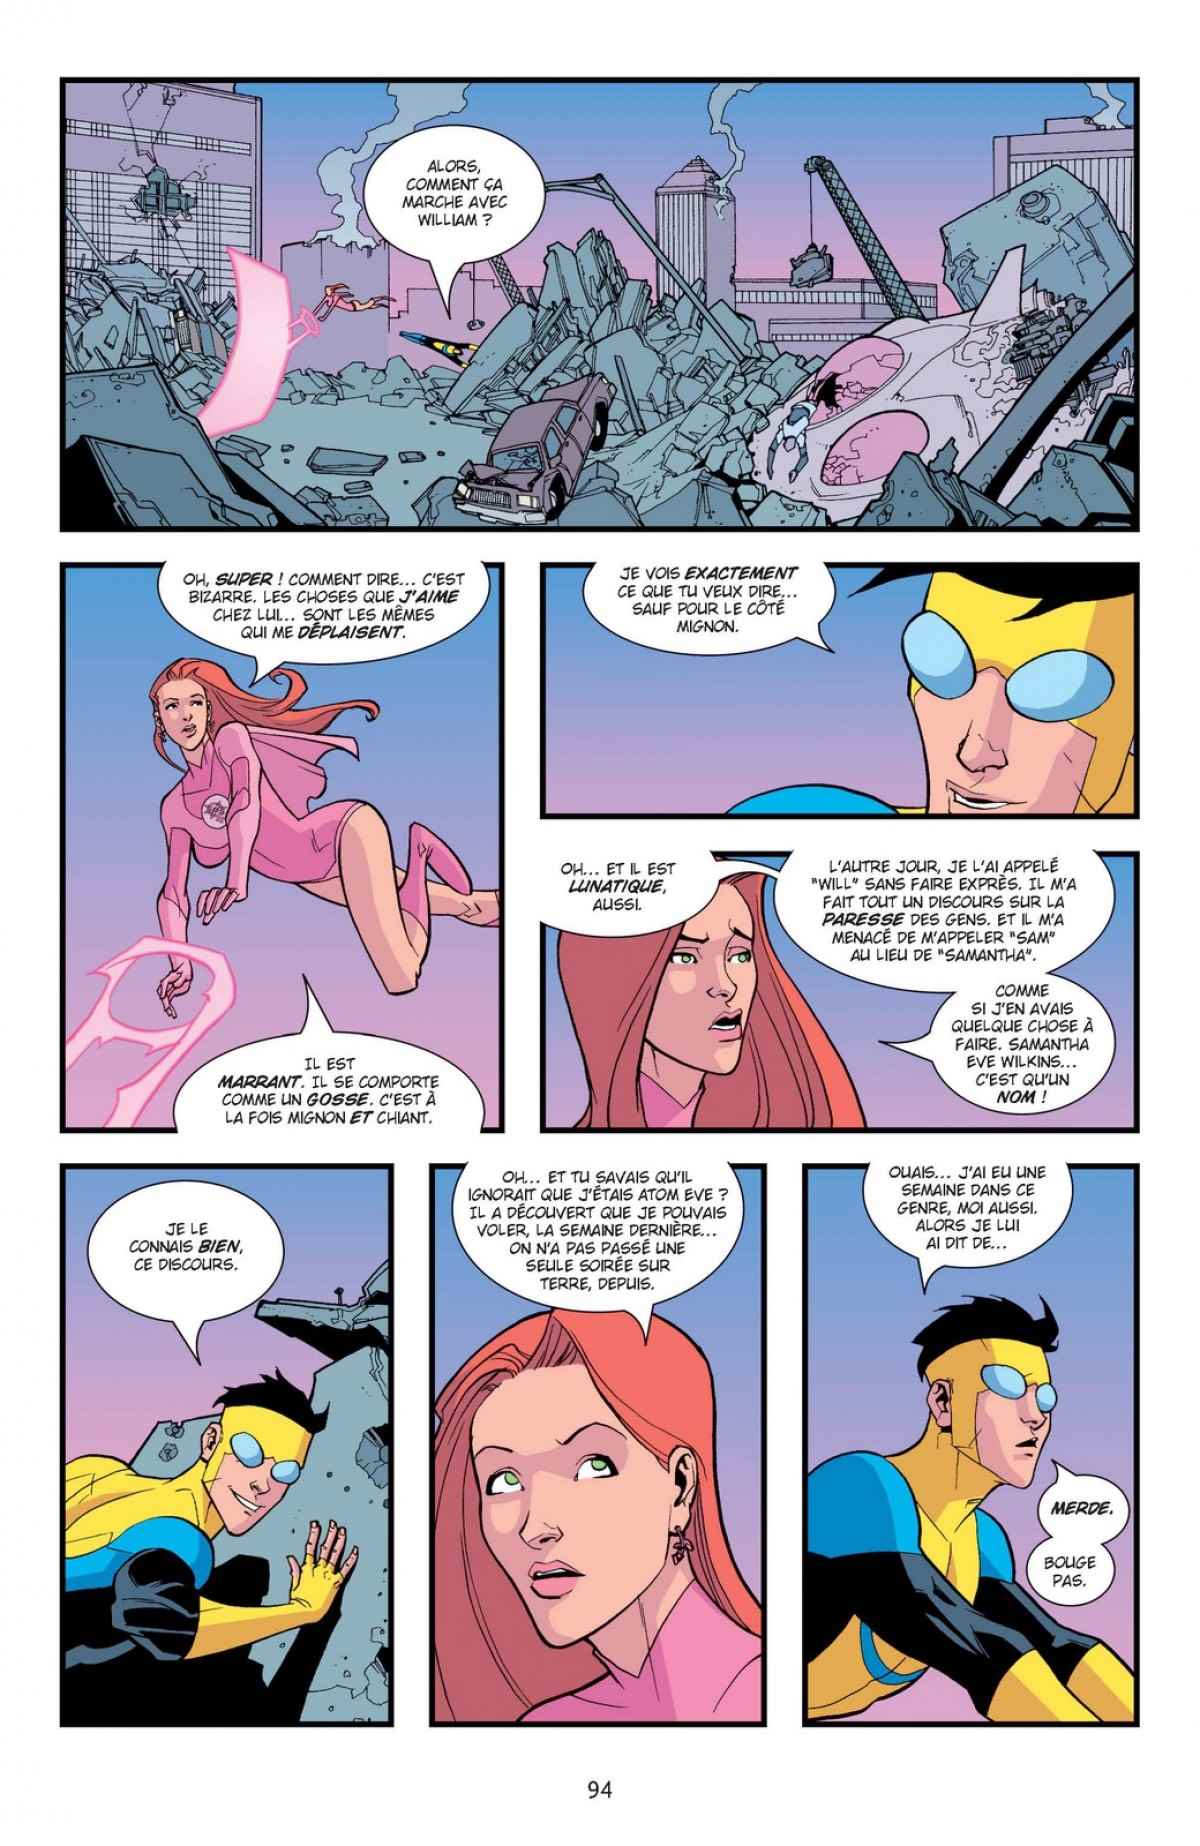 ALORS,
COMMENT ÇA
MARCHE AVEC
WILLIAM ?
OH, SUPER ! COMMENT DIRE... C'EST
BIZARRE. LES CHOSES QUE J'AIME
CHEZ LUI... SONT LES MÊMES
QUI ME DÉPLAISENT.
IL EST
MARRANT. IL SE COMPORTE
COMME UN GOSSE. C'EST À
LA FOIS MIGNON ET CHIANT.
JE VOIS EXACTEMENT
CE QUE TU VEUX DIRE...
SAUF POUR LE CÔTÉ
MIGNON.
OH... ET IL EST
LUNATIQUE,
AUSSI.
L'AUTRE JOUR, JE L'AI APPELÉ
"WILL" SANS FAIRE EXPRÈS. IL M'A
FAIT TOUT UN DISCOURS SUR LA
PARESSE DES GENS. ET IL M'A
MENACÉ DE M'APPELER "SAM"
AU LIEU DE "SAMANTHA".
COMME
SI J'EN AVAIS
QUELQUE CHOSE À
FAIRE. SAMANTHA
EVE WILKINS...
C'EST QU'UN
NOM !
JE LE
CONNAIS BIEN,
CE DISCOURS.
OH... ET TU SAVAIS QU'IL
IGNORAIT QUE J'ÉTAIS ATOM EVE ?
IL A DÉCOUVERT QUE JE POUVAIS
VOLER, LA SEMAINE DERNIÈRE...
ON N'A PAS PASSÉ UNE
SEULE SOIRÉE SUR
TERRE, DEPUIS.
OUAIS... J'AI EU UNE
SEMAINE DANS CE
GENRE, MOI AUSSI.
ALORS JE LUI
AI DIT DE...
MERDE.
BOUGE
PAS.
94